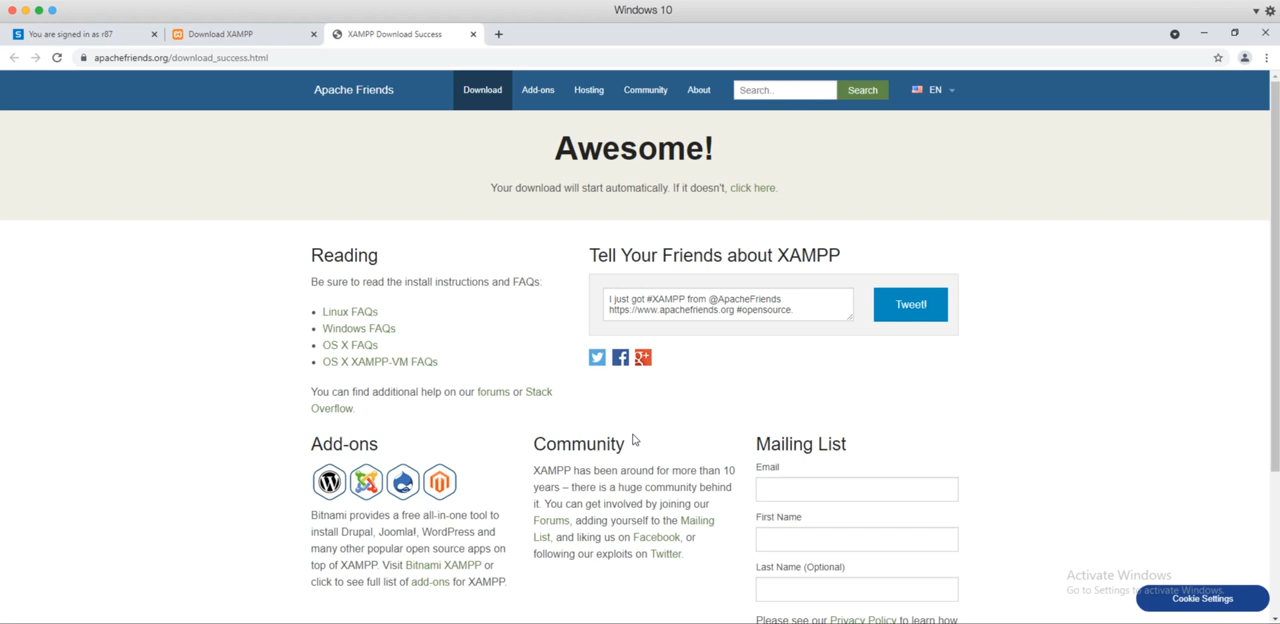 Windows 10
You are signed in as r87
Download XAMPP
XAMPP Download Success
apachefriends.org/download_success.html
Apache Friends
Download
Add-ons
Hosting
Community
About
Search..
Search
EN
Awesome!
Your download will start automatically. If it doesn't, click here.
Reading
Be sure to read the install instructions and FAQs:
Linux FAQs
Windows FAQs
OS X FAQs
OS X XAMPP-VM FAQs
You can find additional help on our forums or Stack
Overflow.
Tell Your Friends about XAMPP
I just got #XAMPP from @ApacheFriends
https://www.apachefriends.org #opensource.
Tweet!
Add-ons
Bitnami provides a free all-in-one tool to
install Drupal, Joomla!, WordPress and
many other popular open source apps on
top of XAMPP. Visit Bitnami XAMPP or
click to see full list of add-ons for XAMPP.
Community
XAMPP has been around for more than 10
years – there is a huge community behind
it. You can get involved by joining our
Forums, adding yourself to the Mailing
List, and liking us on Facebook, or
following our exploits on Twitter.
Mailing List
Email
First Name
Last Name (Optional)
Please see our Privacy Policy to learn how
Activate Windows
Go to Settings to activate Windows.
Cookie Settings